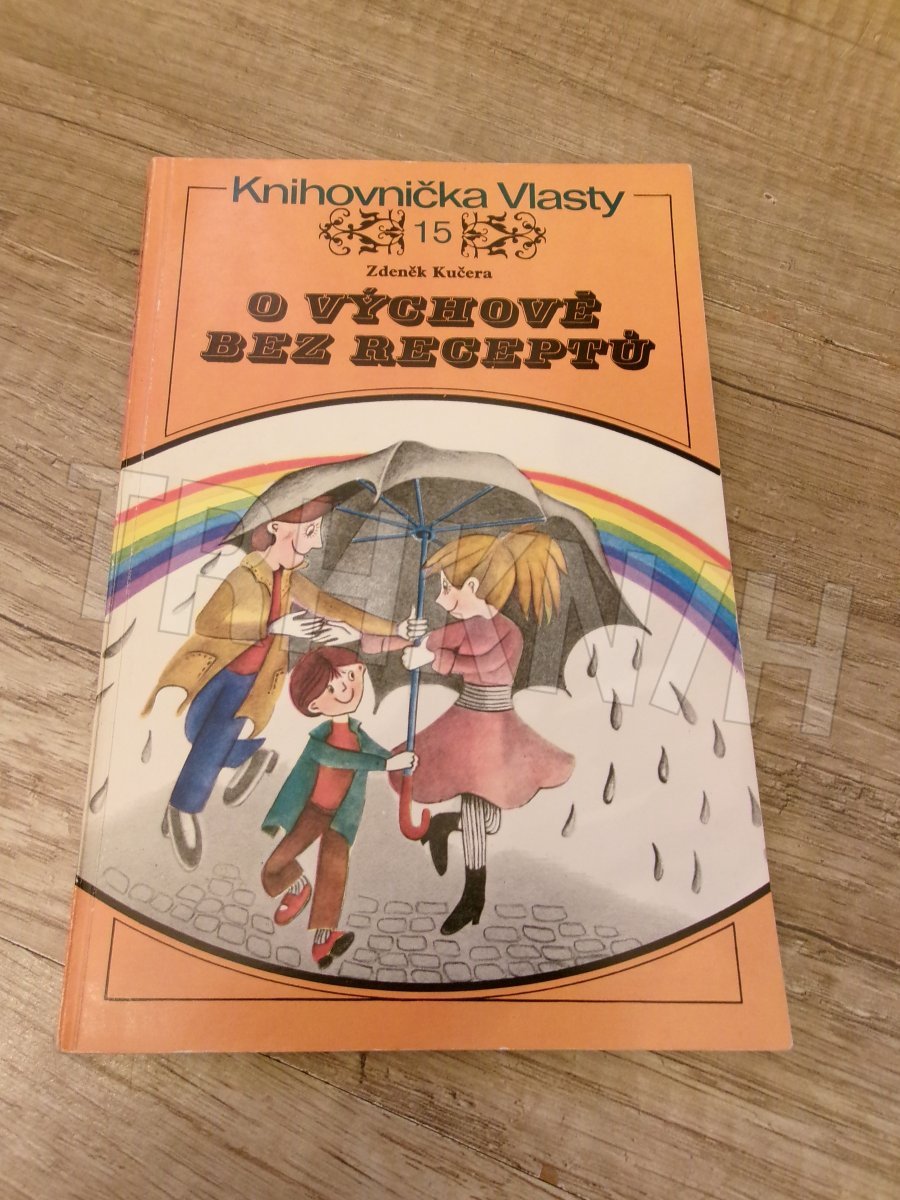 Knihovnička Vlasty
15
Zdeněk Kučera
O VÝCHOVĚ
BEZ RECEPTŮ